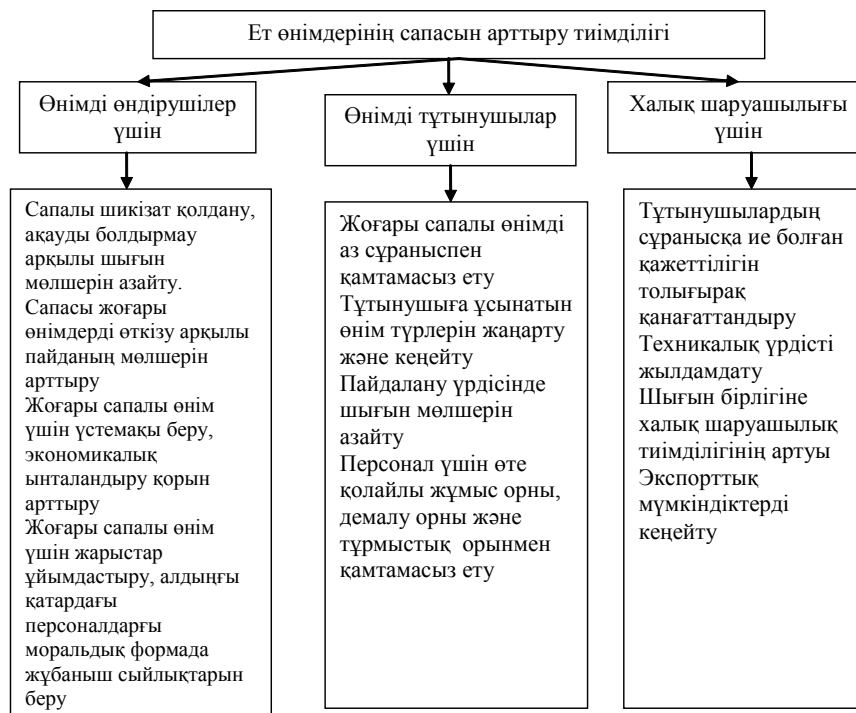 Ет өнімдерінің сапасын арттыру тиімділігі
Өнімді өндірушілер
үшін
Өнімді тұтынушылар
үшін
Халық шаруашылығы
үшін
Сапалы шикізат қолдану,
ақауды болдырмау
арқылы шығын
мөлшерін азайту.
Сапасы жоғары
өнімдерді өткізу арқылы
пайданың мөлшерін
арттыру
Жоғары сапалы өнім
үшін үстемақы беру,
экономикалық
ынталандыру қорын
арттыру
Жоғары сапалы өнім
үшін жарыстар
ұйымдастыру, алдыңғы
қатардағы
персоналдарғы
моральдық формада
жұбаныш сыйлықтарын
беру
Жоғары сапалы өнімді
аз сұраныспен
қамтамасыз ету
Тұтынушыға ұсынатын
өнім түрлерін жаңарту
және кеңейту
Пайдалану үрдісінде
шығын мөлшерін
азайту
Персонал үшін өте
қолайлы жұмыс орны,
демалу орны және
тұрмыстық орынмен
қамтамасыз ету
Тұтынушылардың
сұранысқа ие болған
қажеттілігін
толығырақ
қанағаттандыру
Техникалық үрдісті
жылдамдату
Шығын бірлігіне
халық шаруашылық
тиімділігінің артуы
Экспорттық
мүмкіндіктерді
кеңейту